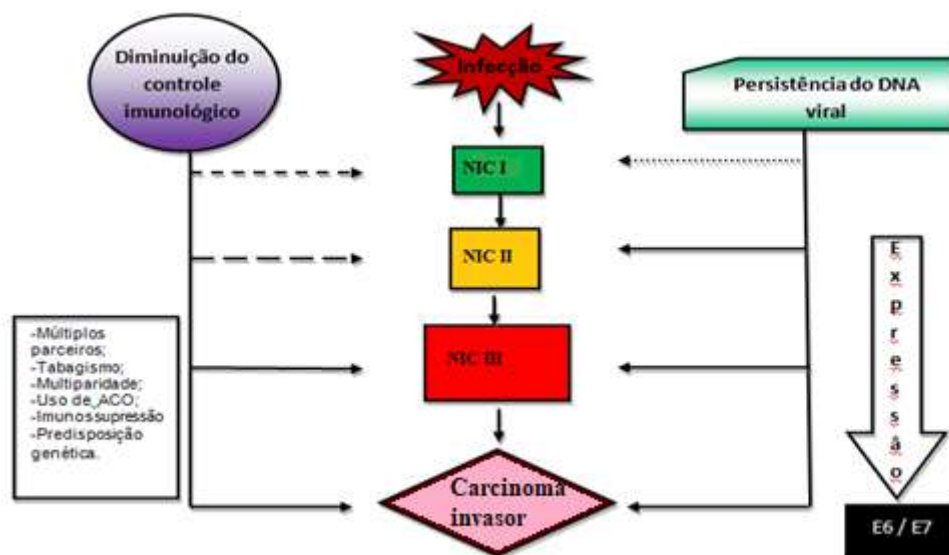 Diminuição do
controle
imunológico
Infecção
Persistência do DNA
viral
NIC I
NIC II
NIC III
Carcinoma
invasor
-Múltiplos
parceiros;
-Tabagismo;
-Multiparidade;
-Uso de ACO;
-Imunossupressão
-Predisposição
genética.
E
x
p
r
e
s
s
ã
o
E6 / E7